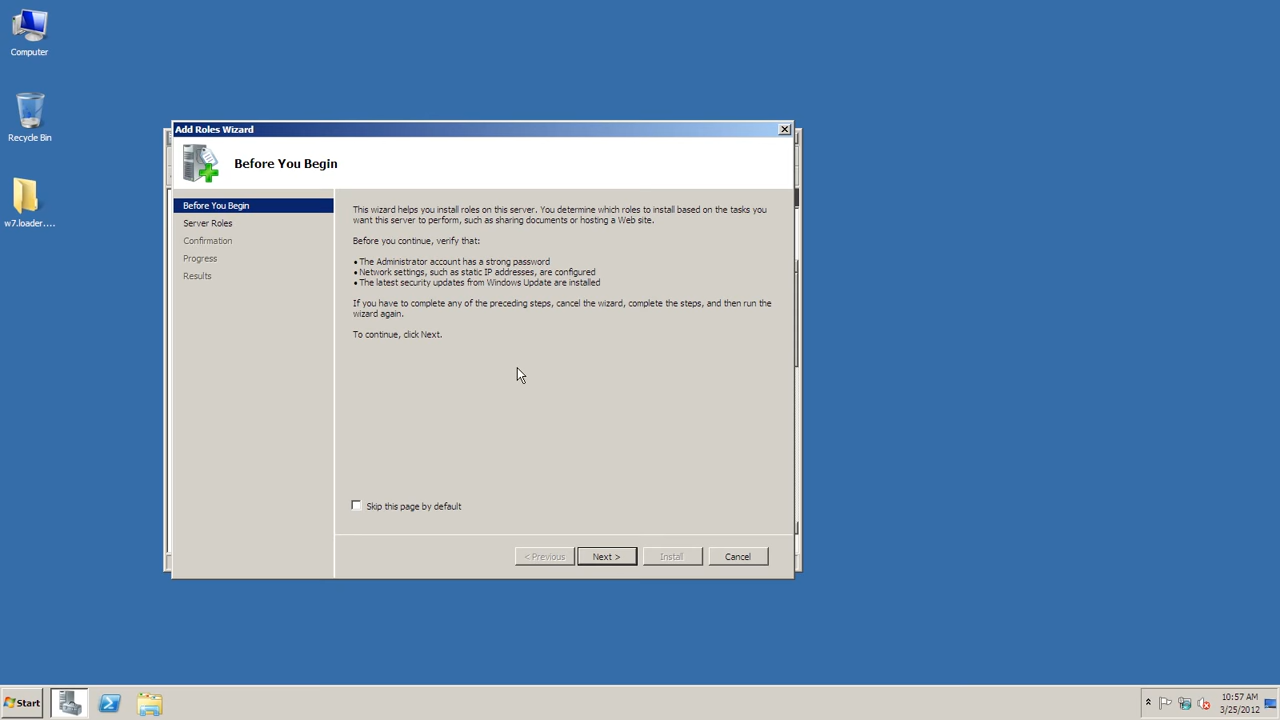 Computer
Recycle Bin
w7.loader....
Add Roles Wizard
Before You Begin
Before You Begin
Server Roles
Confirmation
Progress
Results
This wizard helps you install roles on this server. You determine which roles to install based on the tasks you
want this server to perform, such as sharing documents or hosting a Web site.
Before you continue, verify that:
• The Administrator account has a strong password
• Network settings, such as static IP addresses, are configured
• The latest security updates from Windows Update are installed
If you have to complete any of the preceding steps, cancel the wizard, complete the steps, and then run the
wizard again.
To continue, click Next.
Skip this page by default
< Previous
Next >
Install
Cancel
Start
10:57 AM
3/25/2012